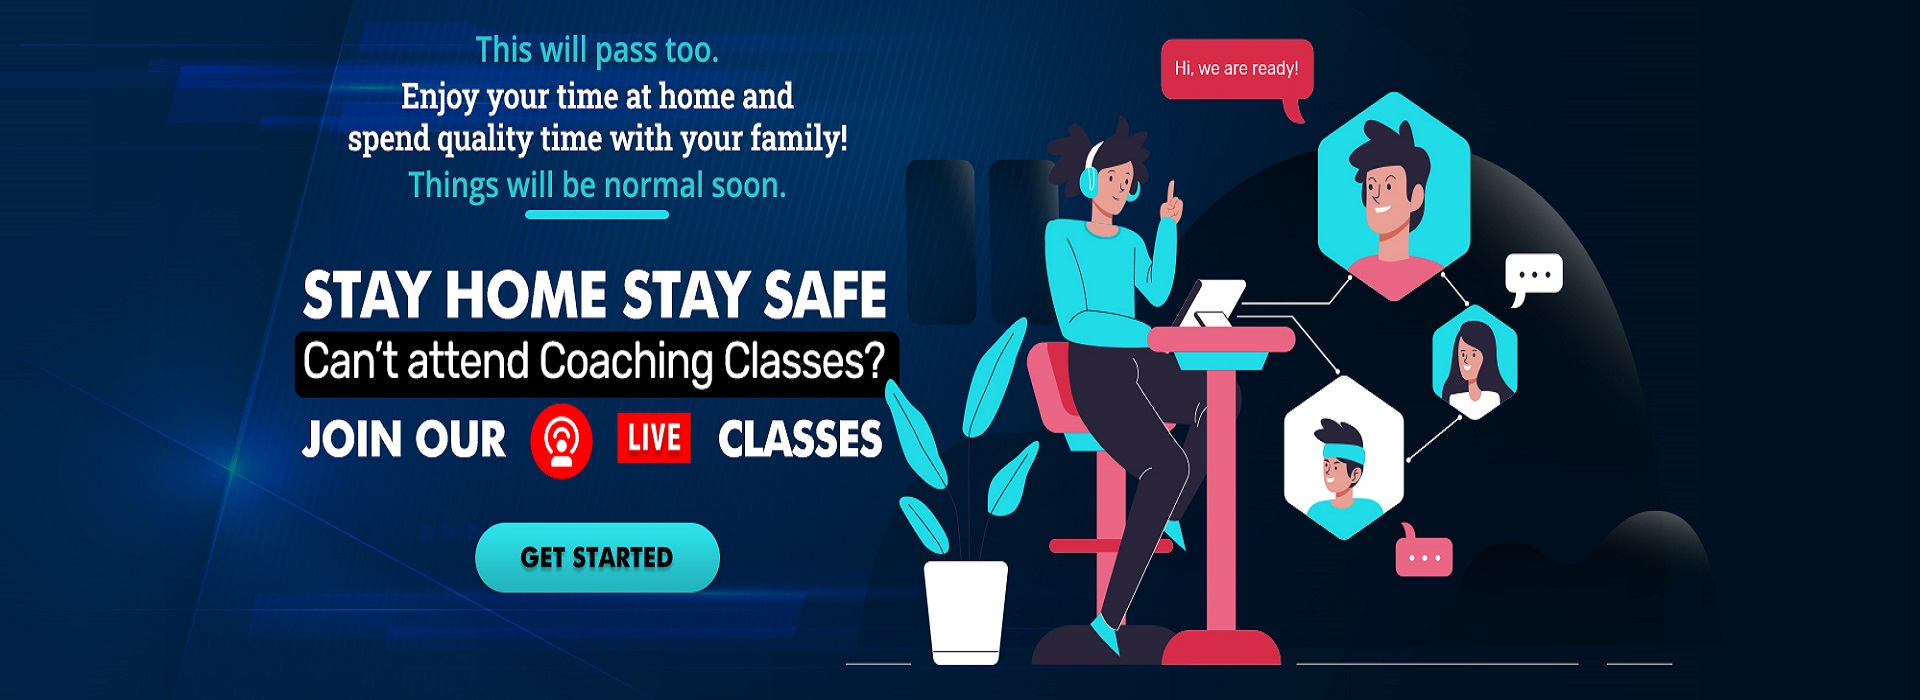 This will pass too.
Enjoy your time at home and
spend quality time with your family!
Things will be normal soon.
STAY HOME STAY SAFE
Can't attend Coaching Classes?
JOIN OUR LIVE CLASSES
GET STARTED
Hi, we are ready!